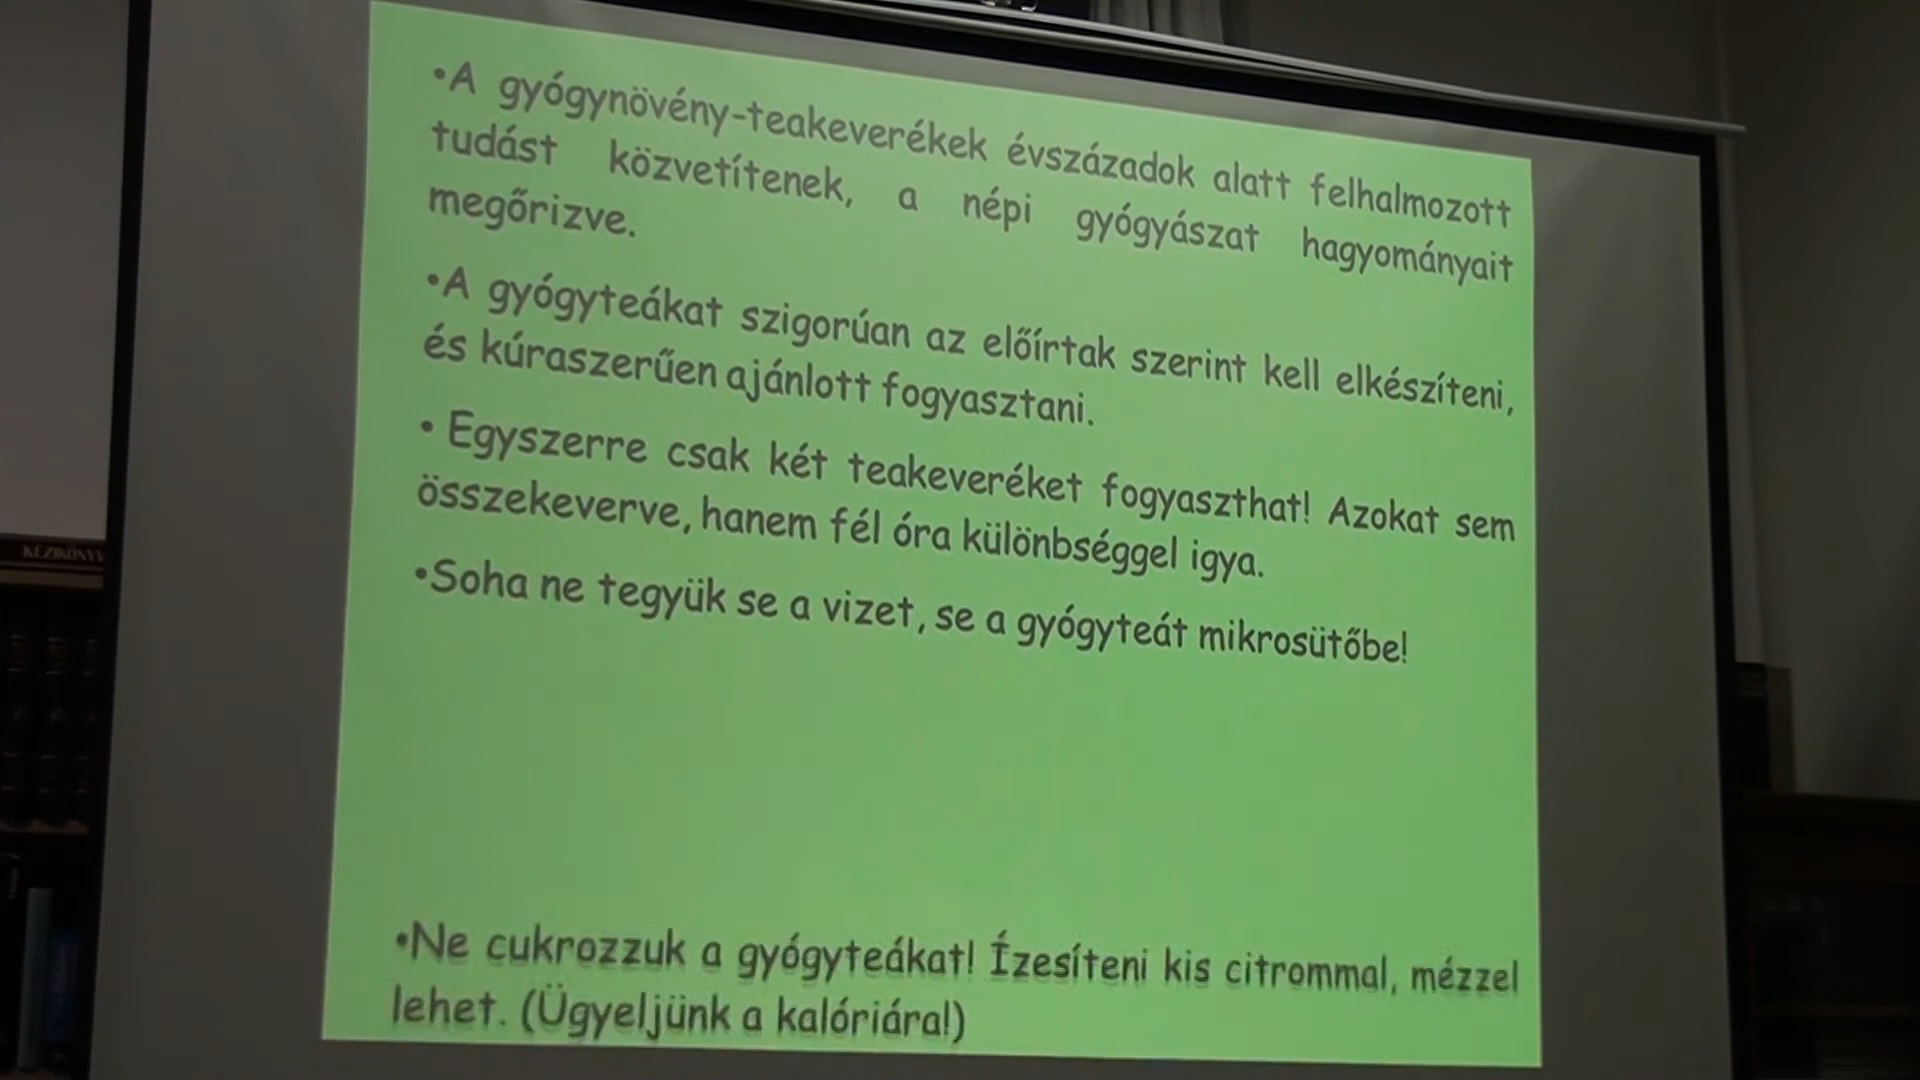 •A gyógynövény-teakeverékek évszázadok alatt felhalmozott
tudást közvetítenek, a népi gyógyászat hagyományait
megőrizve.
•A gyógyteákat szigorúan az előírtak szerint kell elkészíteni,
és kúraszerűen ajánlott fogyasztani.
• Egyszerre csak két teakeveréket fogyaszthat! Azokat sem
összekeverve, hanem fél óra különbséggel igya.
•Soha ne tegyük se a vizet, se a gyógyteát mikrosütőbe!
•Ne cukrozzuk a gyógyteákat! Ízesíteni kis citrommal, mézzel
lehet. (Ügyeljünk a kalóriára!)